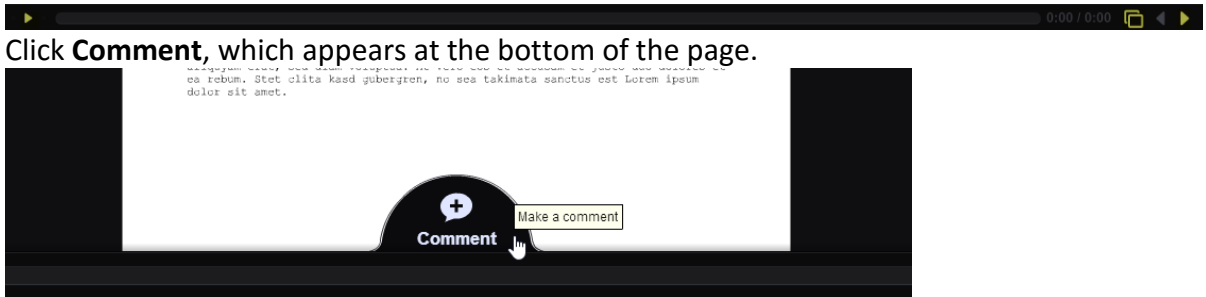 0:00 / 0:00
Click Comment, which appears at the bottom of the page.
ea rebum. Stet clita kasd gubergren, no sea takimata sanctus est Lorem ipsum
dolor sit amet.
Make a comment
Comment